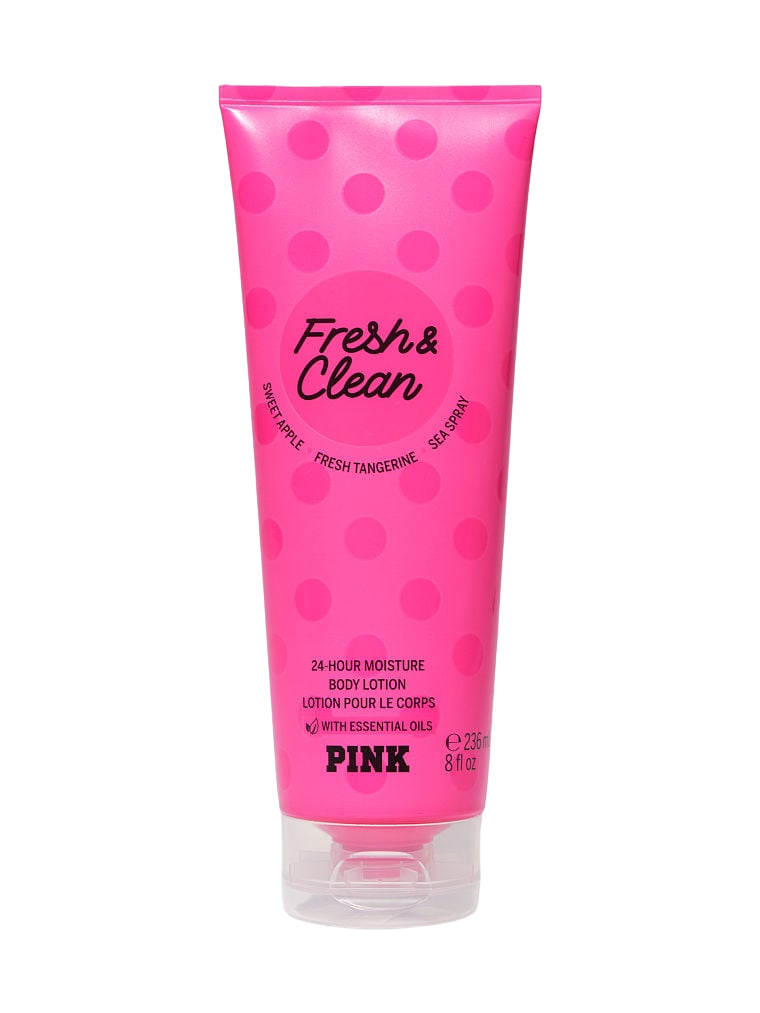 Fresh &
Clean
SWEET APPLE • FRESH TANGERINE • SEA SPRAY
24-HOUR MOISTURE
BODY LOTION
LOTION POUR LE CORPS
WITH ESSENTIAL OILS
PINK
℮ 236 m
8 fl oz